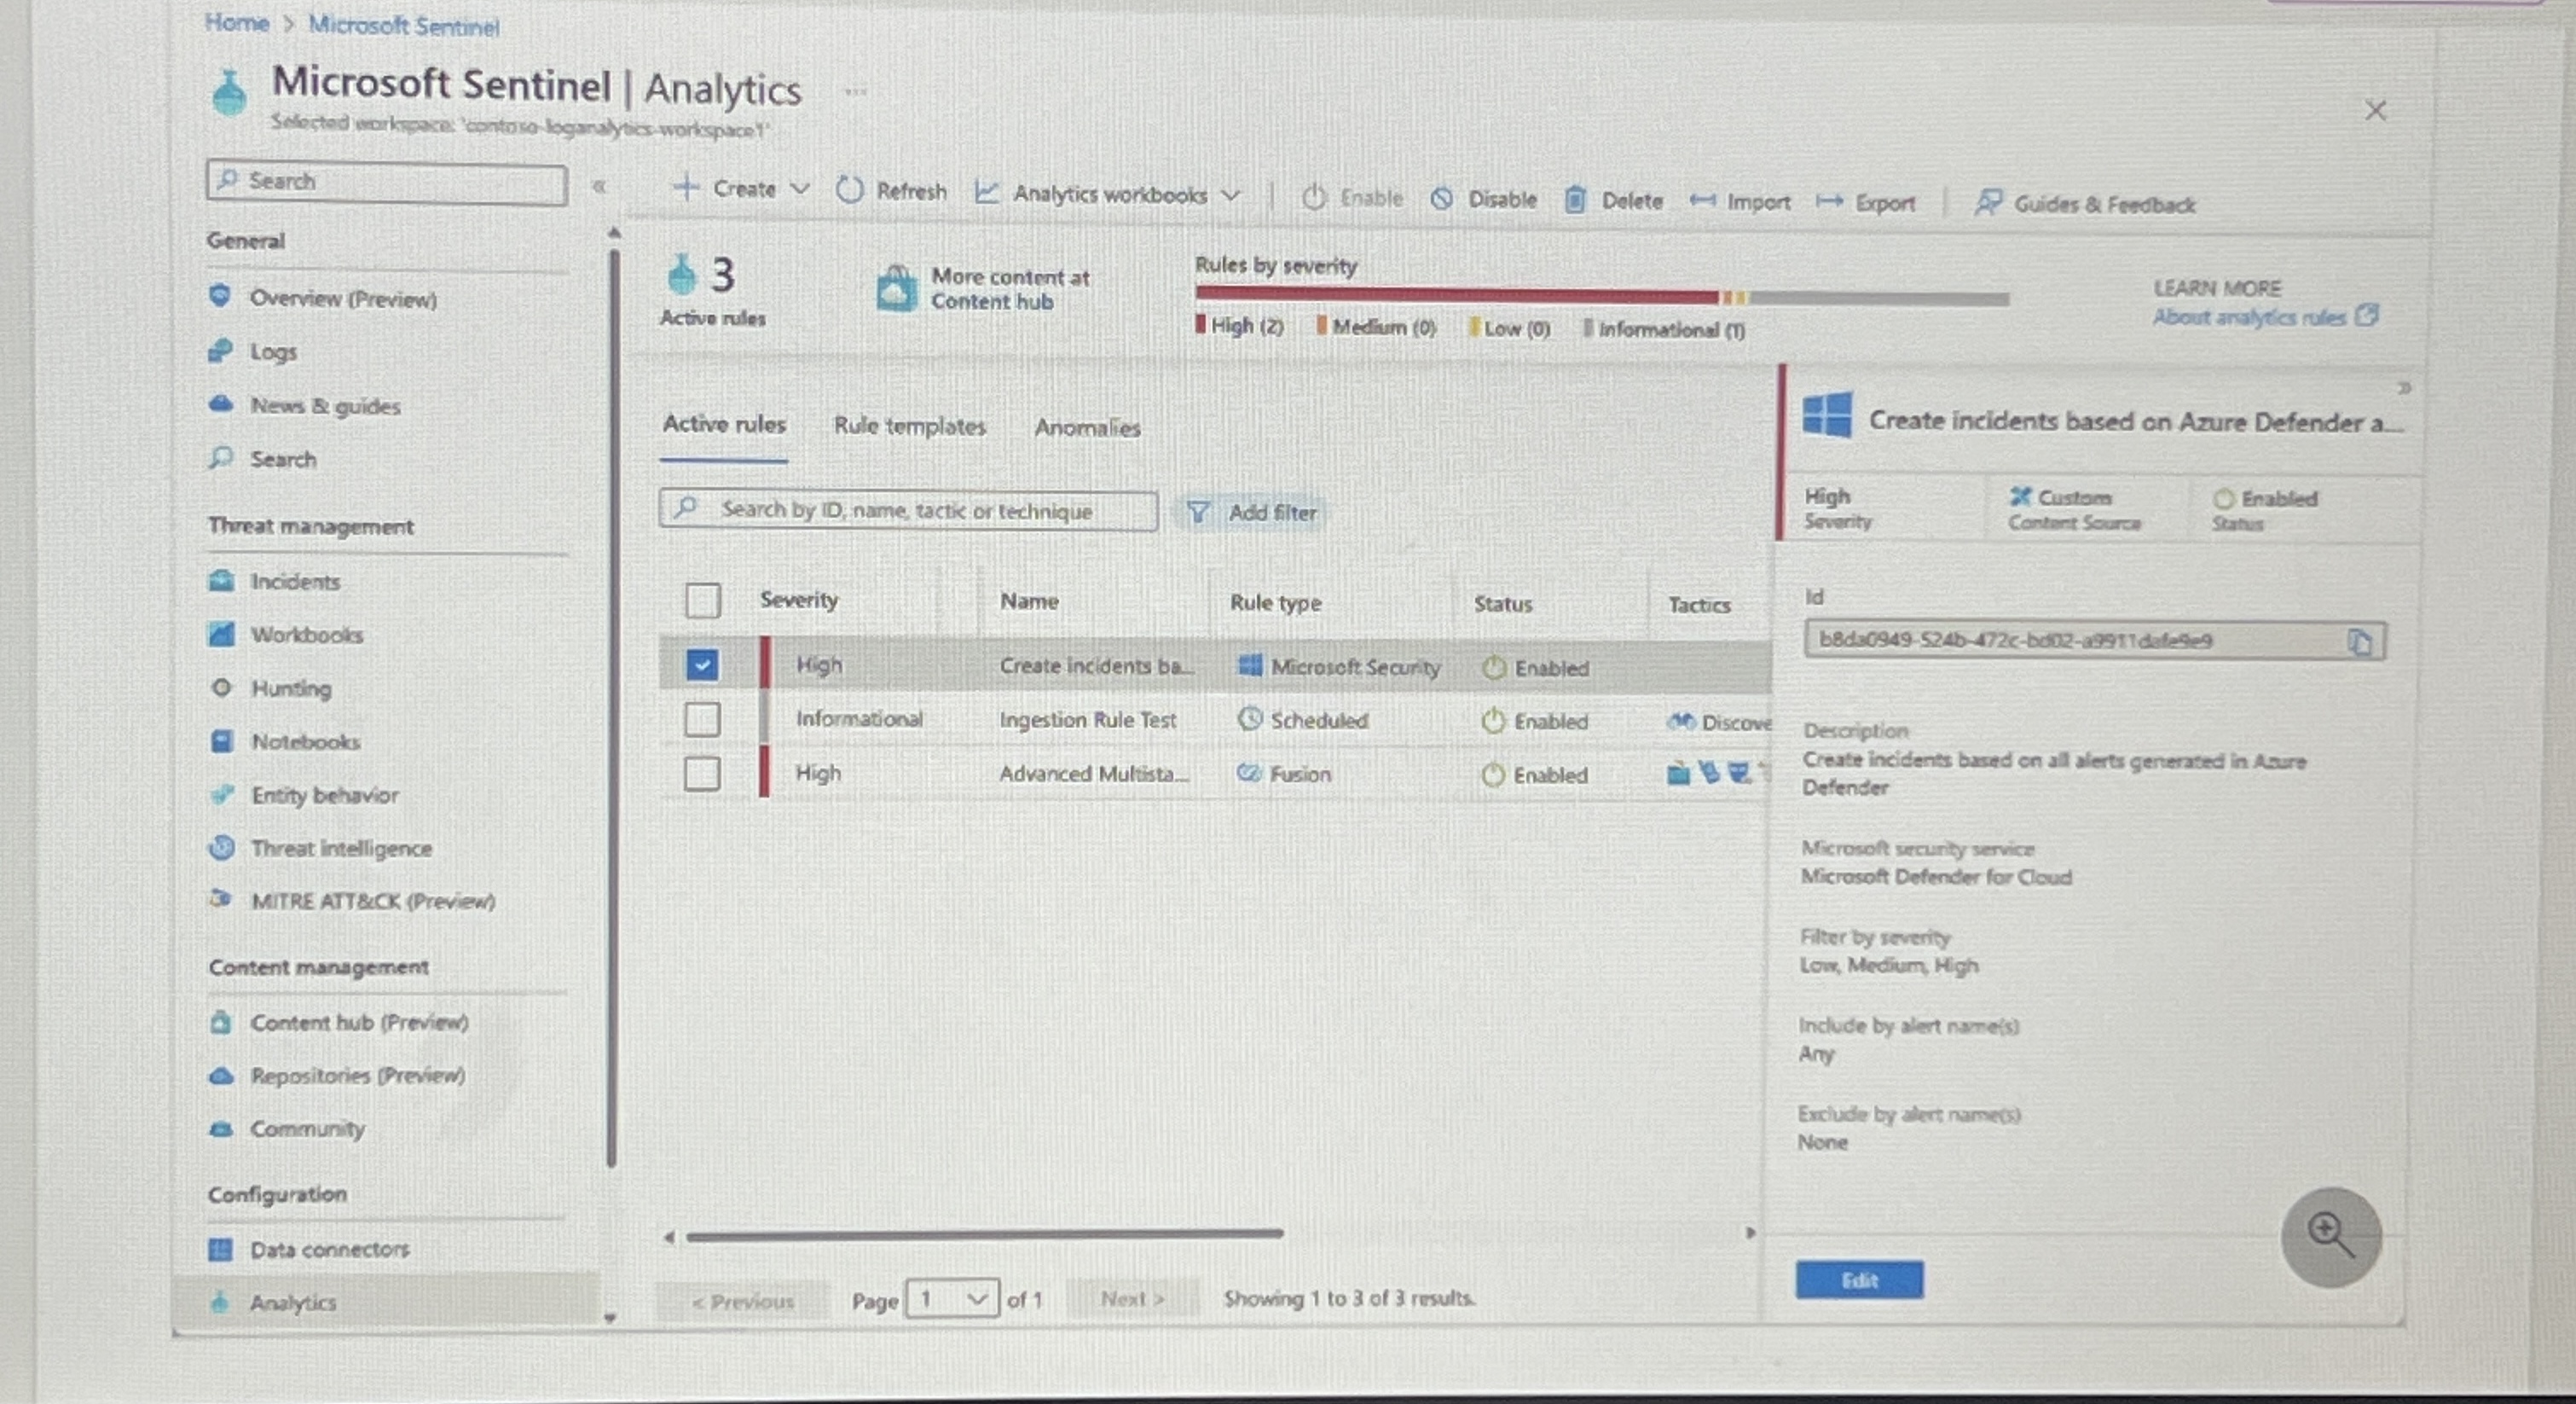 Home > Microsoft Sentinel
Microsoft Sentinel | Analytics ...
Selected workspace: 'contoso-loganalytics-workspace1'
Search «
Create Refresh Analytics workbooks Enable Disable Delete Import Export Guides & Feedback
General
Overview (Preview)
Logs
News & guides
Search
Threat management
Incidents
Workbooks
Hunting
Notebooks
Entity behavior
Threat intelligence
MITRE ATT&CK (Preview)
Content management
Content hub (Preview)
Repositories (Preview)
Community
Configuration
Data connectors
Analytics
3
Active rules
More content at
Content hub
Rules by severity
High (2) Medium (0) Low (0) Informational (1)
LEARN MORE
About analytics rules
Active rules Rule templates Anomalies
Search by ID, name, tactic or technique Add filter
Severity Name Rule type Status Tactics
High Create incidents ba... Microsoft Security Enabled
Informational Ingestion Rule Test Scheduled Enabled Discove
High Advanced Multista... Fusion Enabled
< Previous Page 1 of 1 Next > Showing 1 to 3 of 3 results.
»
Create incidents based on Azure Defender a...
High Custom Enabled
Severity Content Source Status
Id
b8da0949-524b-472c-bd02-a9911dafe9e9
Description
Create incidents based on all alerts generated in Azure
Defender
Microsoft security service
Microsoft Defender for Cloud
Filter by severity
Low, Medium, High
Include by alert name(s)
Any
Exclude by alert name(s)
None
Edit